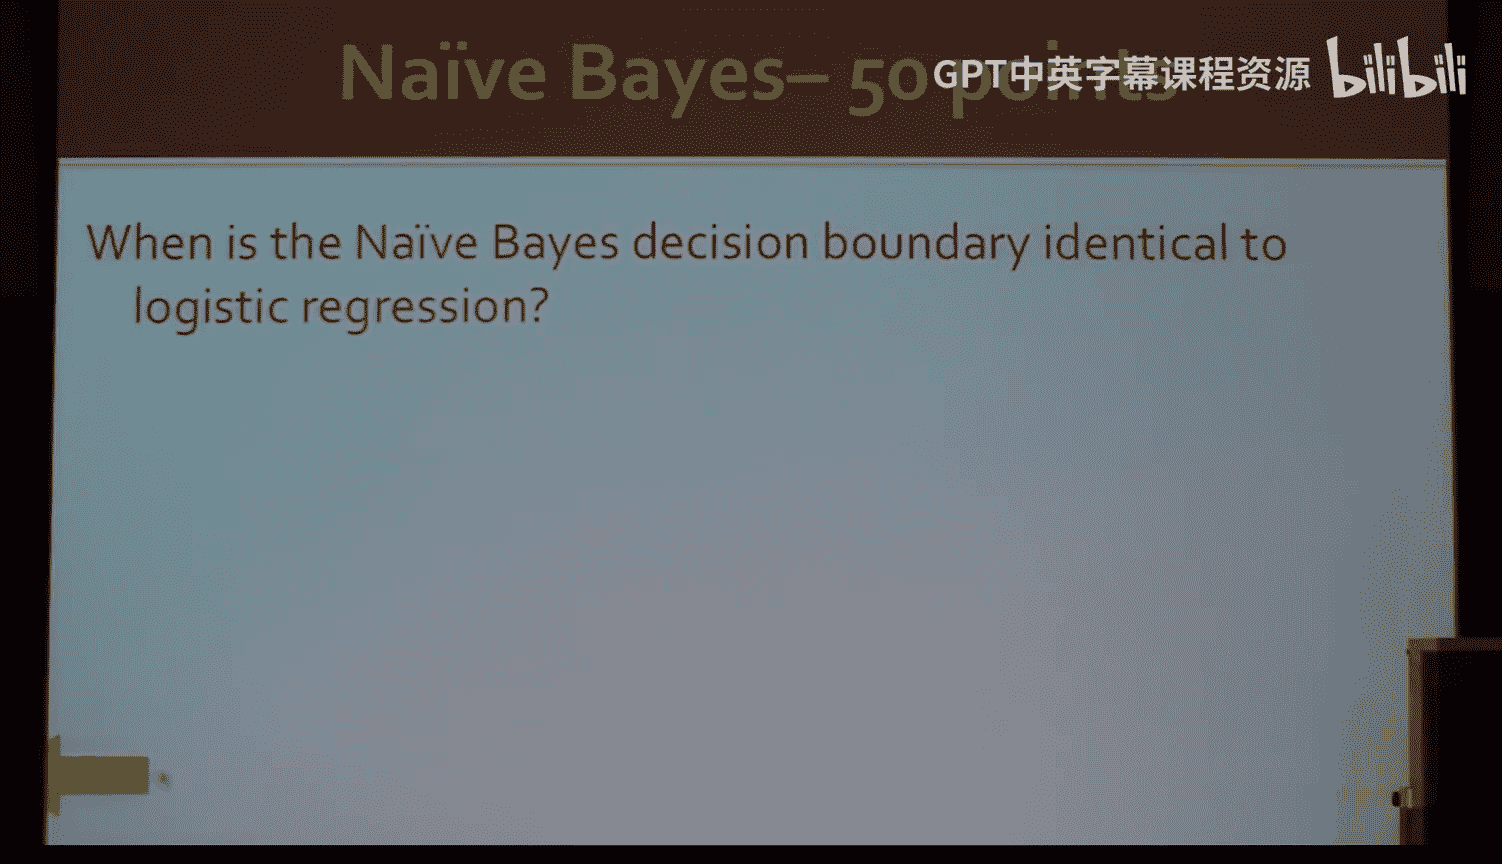 Naïve Bayes– 50 points
GPT中英字幕课程资源 bilibili
When is the Naïve Bayes decision boundary identical to
logistic regression?